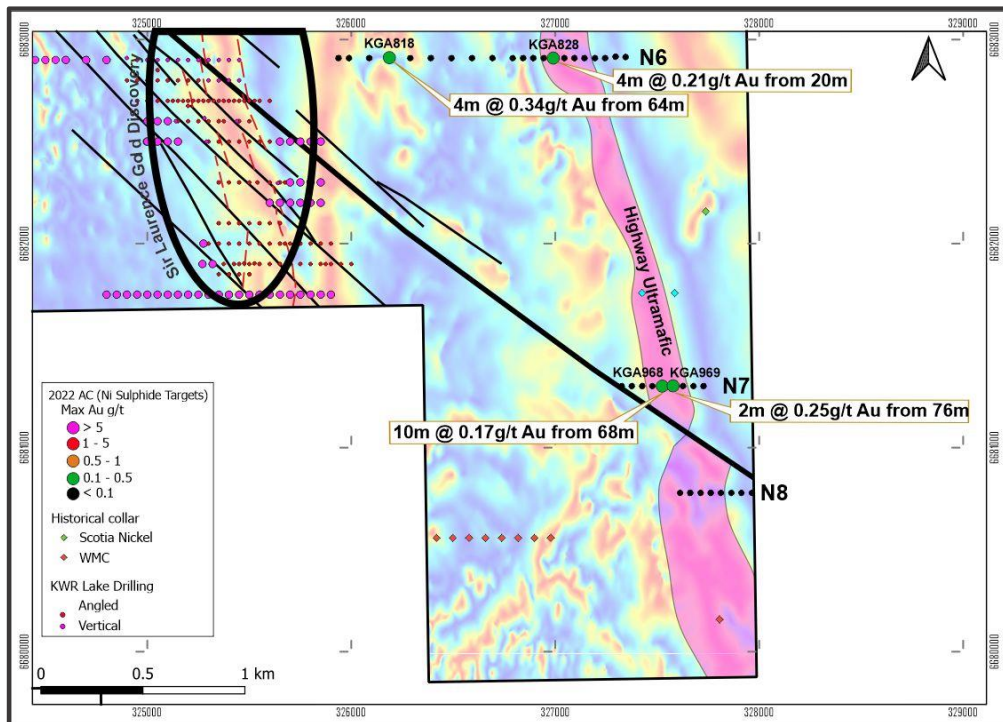 325000 326000 327000 328000 329000
6683000
6683000
KGA818
KGA828
N6
4m @ 0.21g/t Au from 20m
4m @ 0.34g/t Au from 64m
Sir Laurence Discovery
6682000
6682000
Highway Ultramafic
KGA968
KGA969
N7
10m @ 0.17g/t Au from 68m
2m @ 0.25g/t Au from 76m
6681000
6681000
N8
2022 AC (Ni Sulphide Targets)
Max Au g/t
> 5
1 - 5
0.5 - 1
0.1 - 0.5
< 0.1
Historical collar
Scotia Nickel
WMC
KWR Lake Drilling
Angled
Vertical
6680000
6680000
0 0.5 1 km
325000 326000 327000 328000 329000